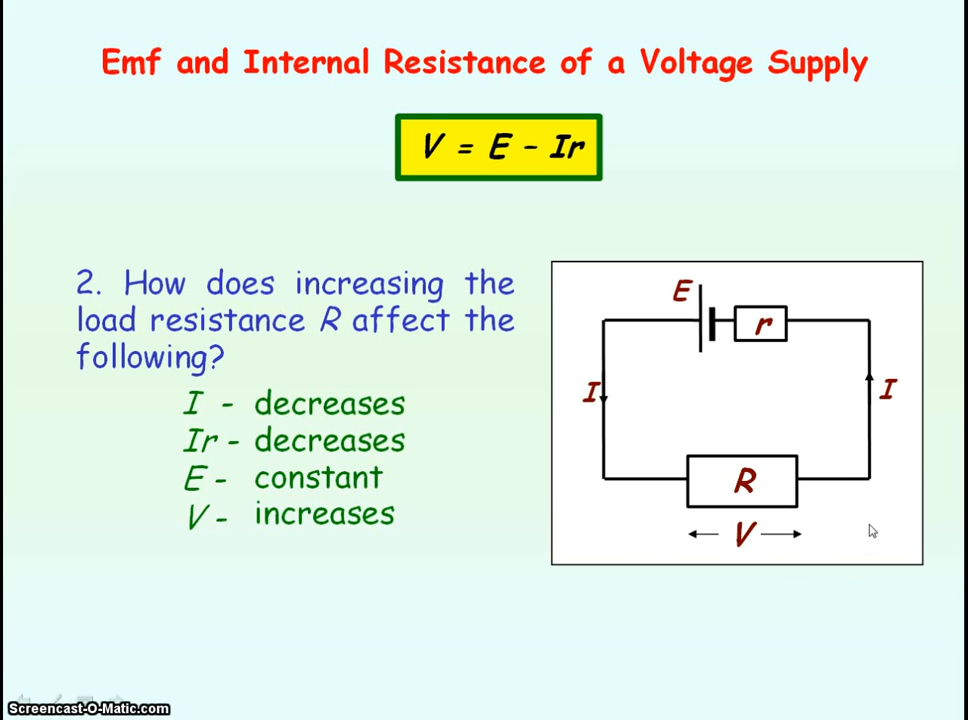 Emf and Internal Resistance of a Voltage Supply
V = E - Ir
2. How does increasing the
load resistance R affect the
following?
I - decreases
Ir - decreases
E - constant
V - increases
E
r
I
I
R
V
Screencast-O-Matic.com